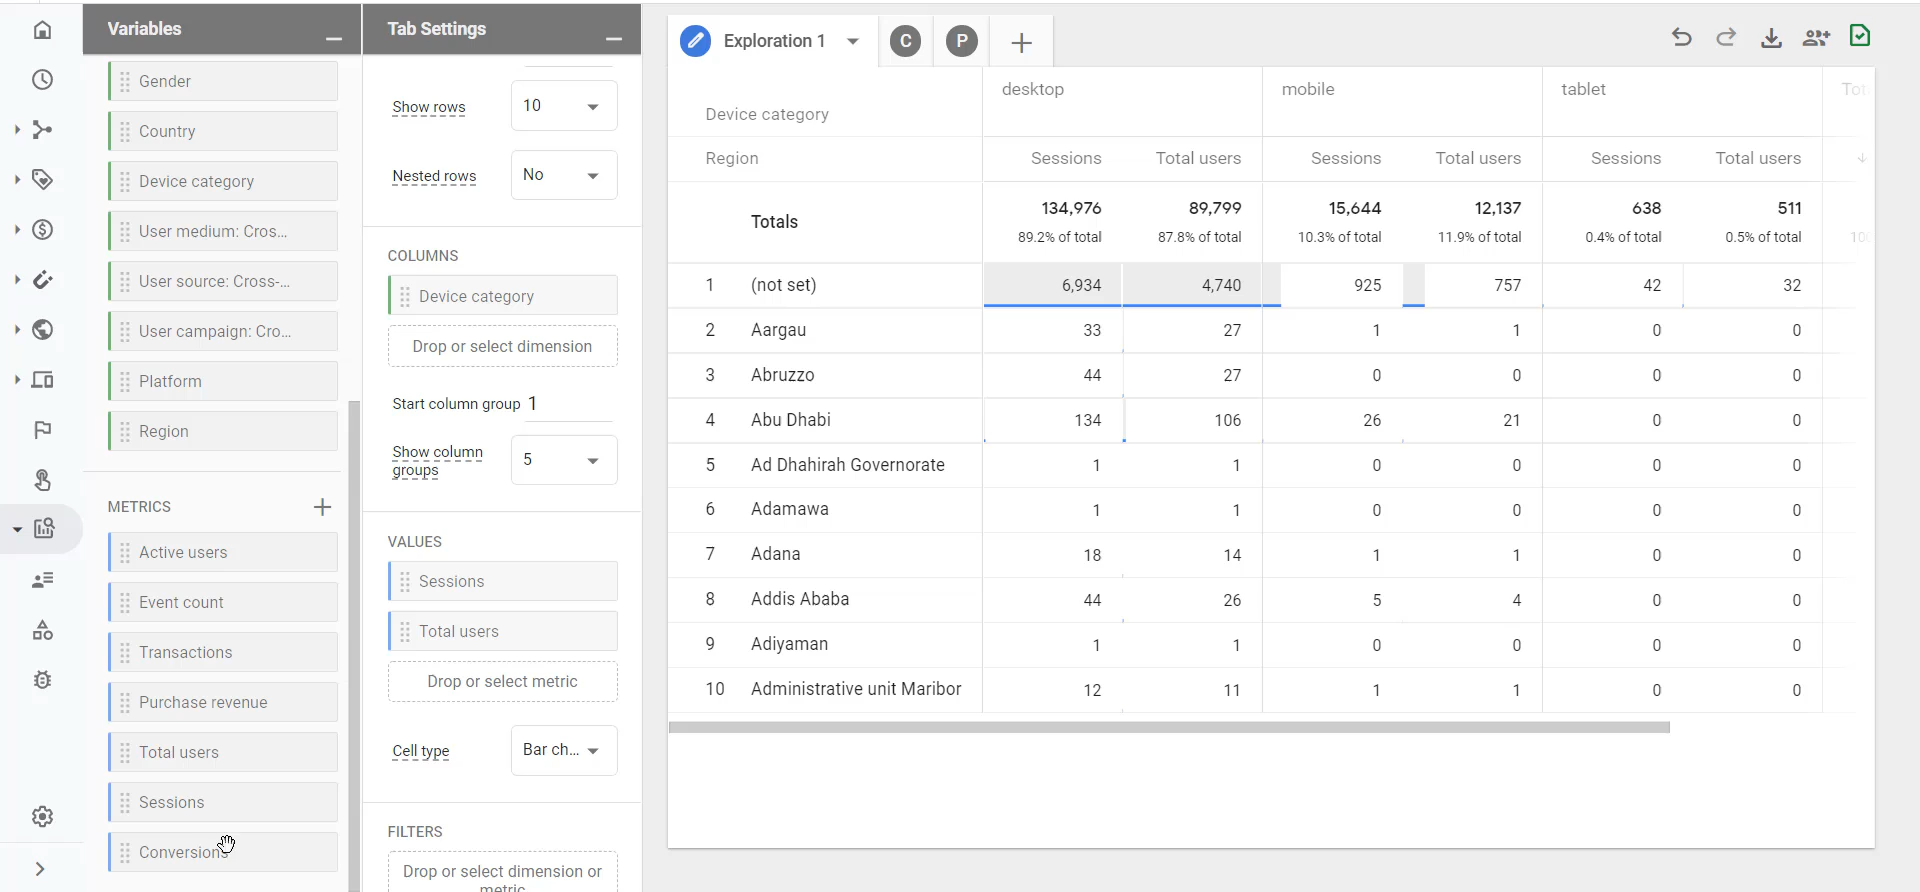 Variables
Gender
Country
Device category
User medium: Cros...
User source: Cross-...
User campaign: Cro...
Platform
Region
METRICS
Active users
Event count
Transactions
Purchase revenue
Total users
Sessions
Conversions
Tab Settings
Show rows 10
Nested rows No
COLUMNS
Device category
Drop or select dimension
Start column group 1
Show column
groups 5
VALUES
Sessions
Total users
Drop or select metric
Cell type Bar ch...
FILTERS
Drop or select dimension or
metric
Exploration 1 C P
desktop mobile tablet Tot
Device category
Region Sessions Total users Sessions Total users Sessions Total users
Totals 134,976 89,799 15,644 12,137 638 511
89.2% of total 87.8% of total 10.3% of total 11.9% of total 0.4% of total 0.5% of total 100
1 (not set) 6,934 4,740 925 757 42 32
2 Aargau 33 27 1 1 0 0
3 Abruzzo 44 27 0 0 0 0
4 Abu Dhabi 134 106 26 21 0 0
5 Ad Dhahirah Governorate 1 1 0 0 0 0
6 Adamawa 1 1 0 0 0 0
7 Adana 18 14 1 1 0 0
8 Addis Ababa 44 26 5 4 0 0
9 Adiyaman 1 1 0 0 0 0
10 Administrative unit Maribor 12 11 1 1 0 0